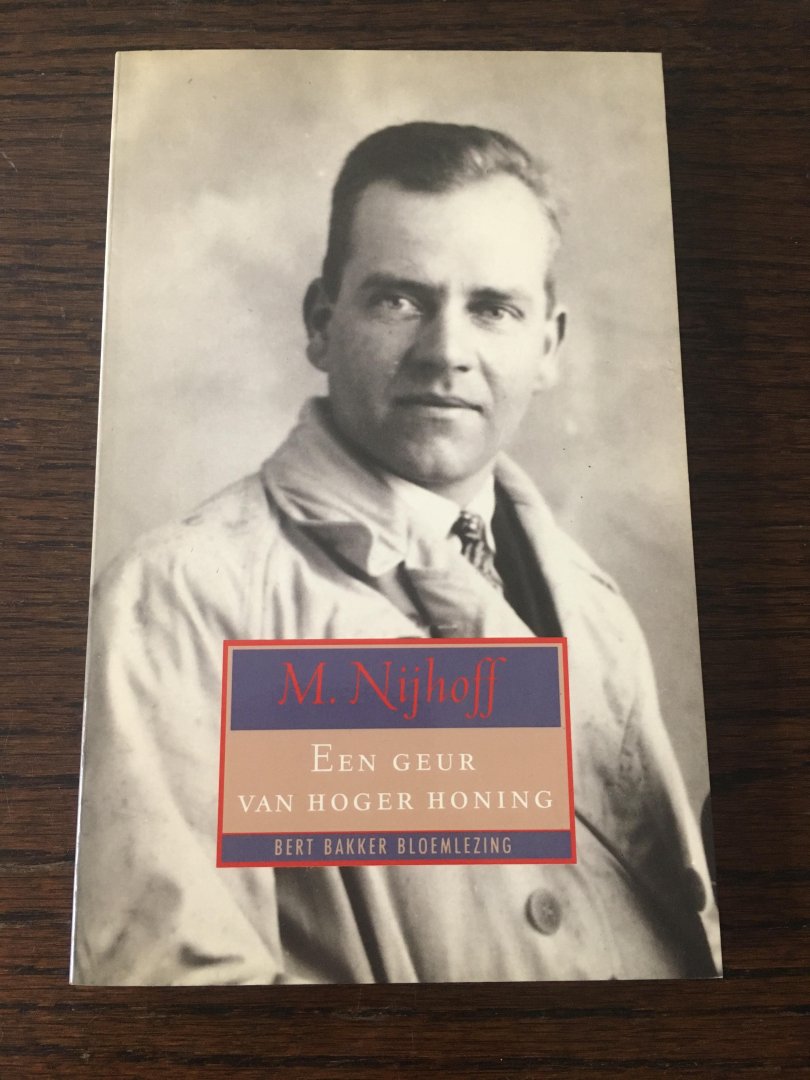 M. Nijhoff
EEN GEUR
VAN HOGER HONING
BERT BAKKER BLOEMLEZING